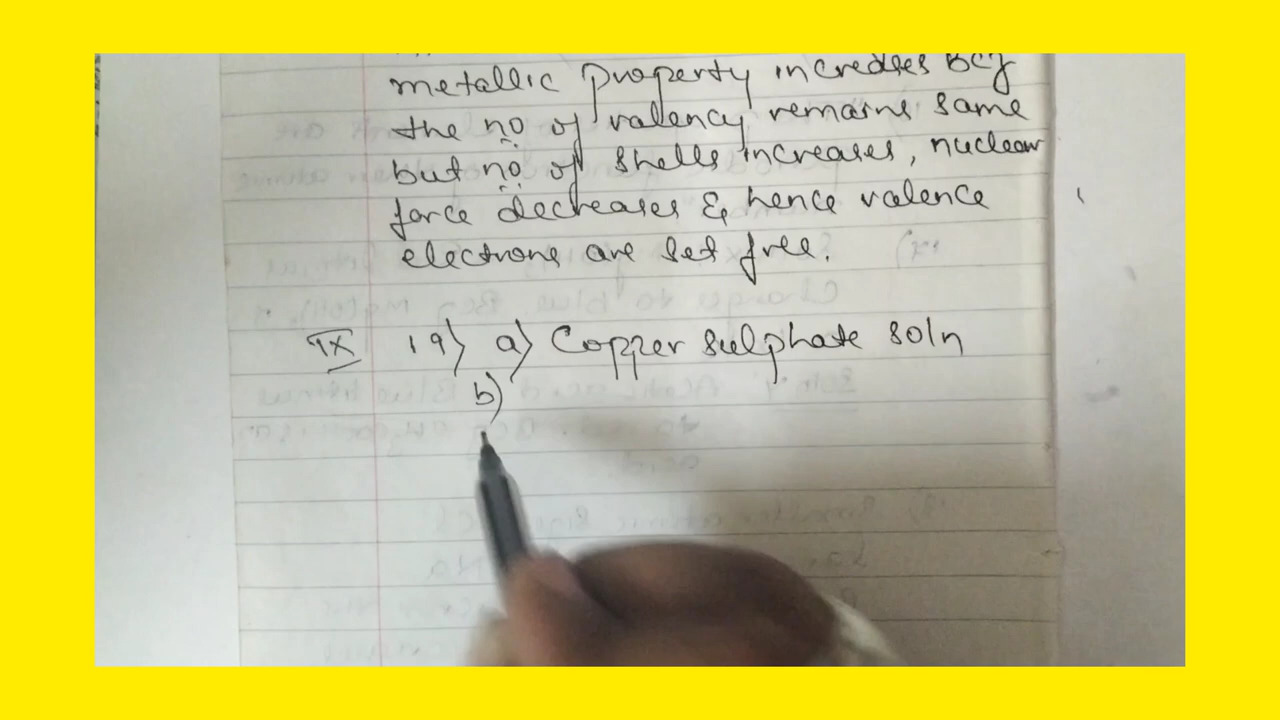 metallic property increases Bcz
the no of valency remains same
but no of shells increases, nuclear
force decreases & hence valence
electrons are set free.
IX 19) a) Copper sulphate soln
b)